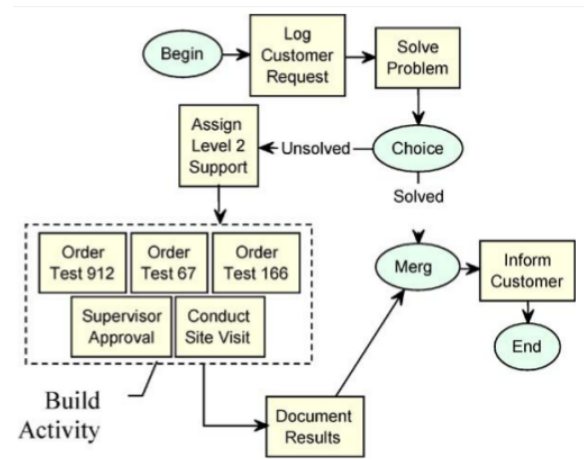 Begin
Log
Customer
Request
Solve
Problem
Assign
Level 2
Support
Unsolved
Choice
Solved
Order
Test 912
Order
Test 67
Order
Test 166
Supervisor
Approval
Conduct
Site Visit
Merg
Inform
Customer
End
Build
Activity
Document
Results